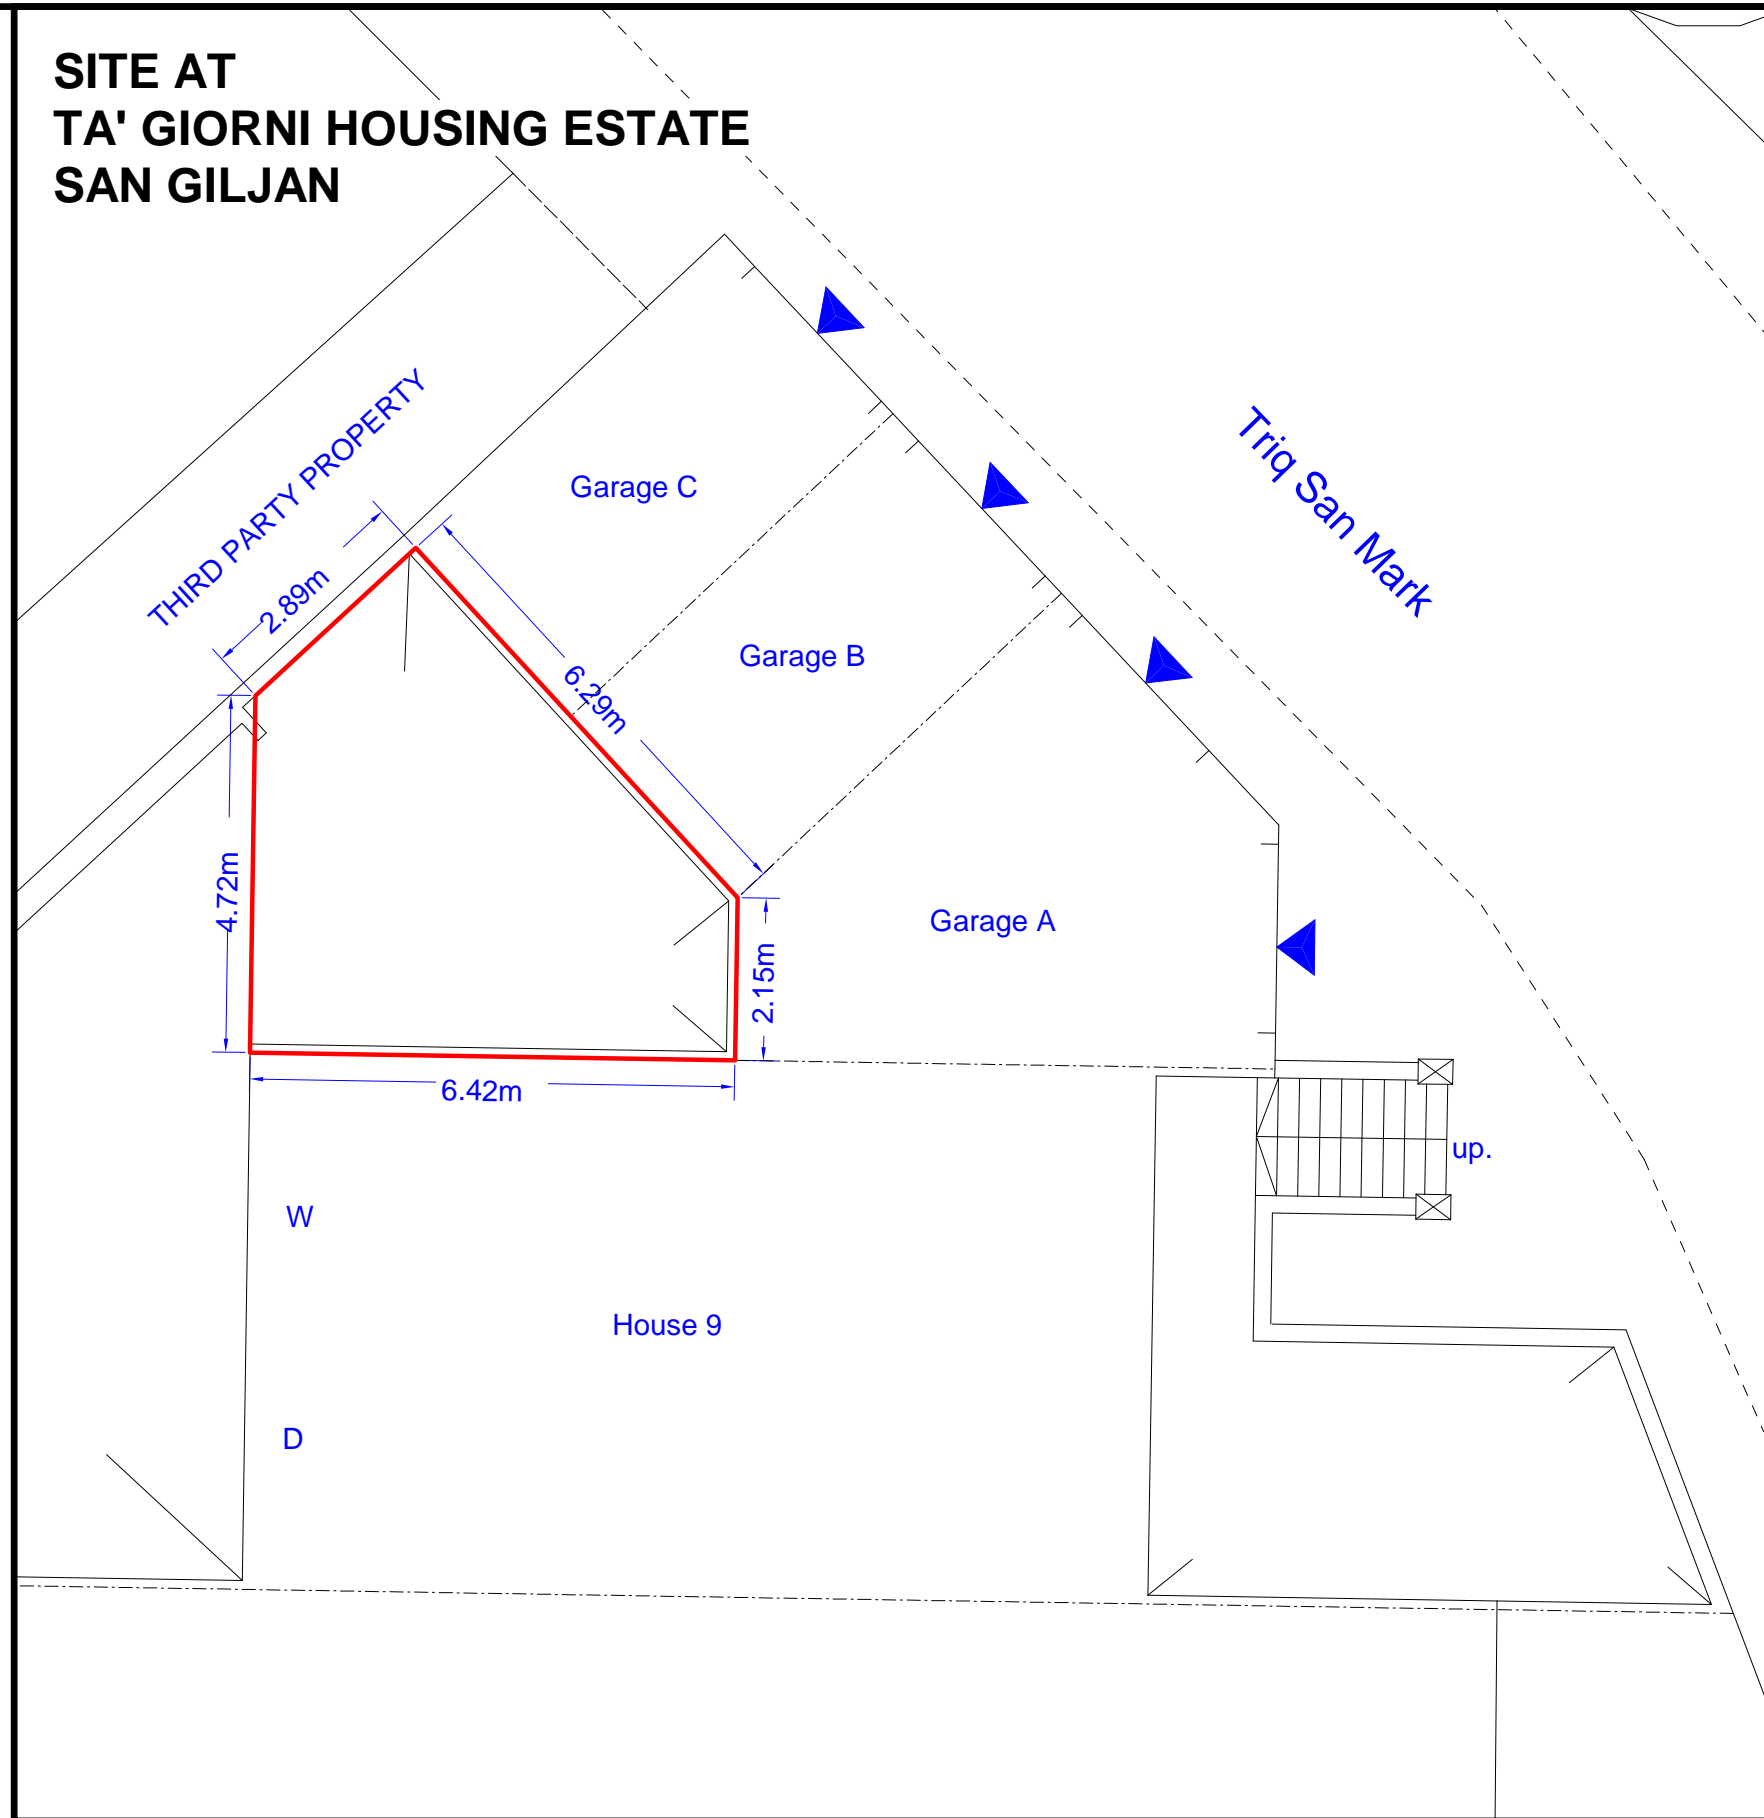 SITE AT
TA' GIORNI HOUSING ESTATE
SAN GILJAN
THIRD PARTY PROPERTY
Triq San Mark
Garage C
2.89m
Garage B
6.29m
4.72m
Garage A
2.15m
6.42m
up.
W
House 9
D